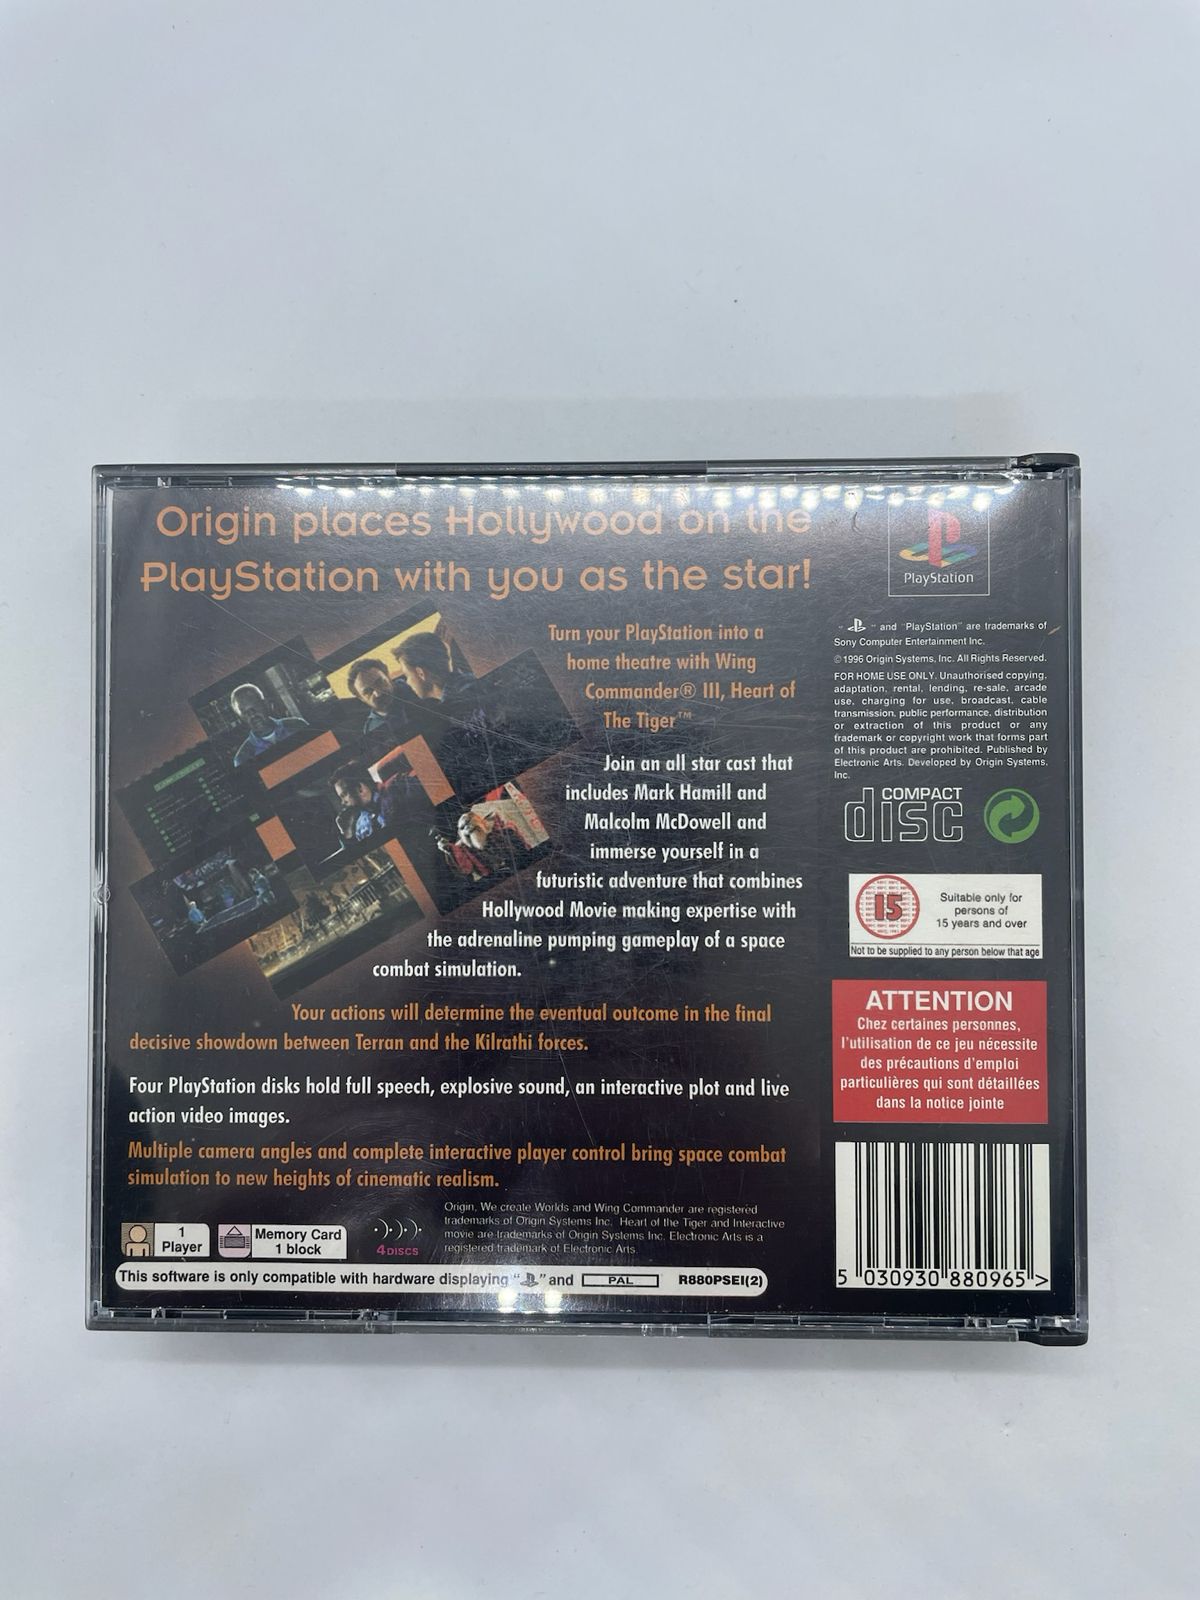 Origin places Hollywood on the
PlayStation with you as the star!
Turn your PlayStation into a
home theatre with Wing
Commander® III, Heart of
The Tiger™
Join an all star cast that
includes Mark Hamill and
Malcolm McDowell and
immerse yourself in a
futuristic adventure that combines
Hollywood Movie making expertise with
the adrenaline pumping gameplay of a space
combat simulation.
Your actions will determine the eventual outcome in the final
decisive showdown between Terran and the Kilrathi forces.
Four PlayStation disks hold full speech, explosive sound, an interactive plot and live
action video images.
Multiple camera angles and complete interactive player control bring space combat
simulation to new heights of cinematic realism.
Origin, We create Worlds and Wing Commander are registered
trademarks of Origin Systems Inc. Heart of the Tiger and Interactive
movie are trademarks of Origin Systems Inc. Electronic Arts is a
registered trademark of Electronic Arts.
1
Player
Memory Card
1 block
4 DISCS
This software is only compatible with hardware displaying " " and PAL R880PSEI(2)
PlayStation
" " and "PlayStation" are trademarks of
Sony Computer Entertainment Inc.
© 1996 Origin Systems, Inc. All Rights Reserved.
FOR HOME USE ONLY. Unauthorised copying,
adaptation, rental, lending, re-sale, arcade
use, charging for use, broadcast, cable
transmission, public performance, distribution
or extraction of this product or any
trademark or copyright work that forms part
of this product are prohibited. Published by
Electronic Arts. Developed by Origin Systems,
Inc.
COMPACT
disc
15
Suitable only for
persons of
15 years and over
Not to be supplied to any person below that age
ATTENTION
Chez certaines personnes,
l'utilisation de ce jeu nécessite
des précautions d'emploi
particulières qui sont détaillées
dans la notice jointe
5 030930 880965 >